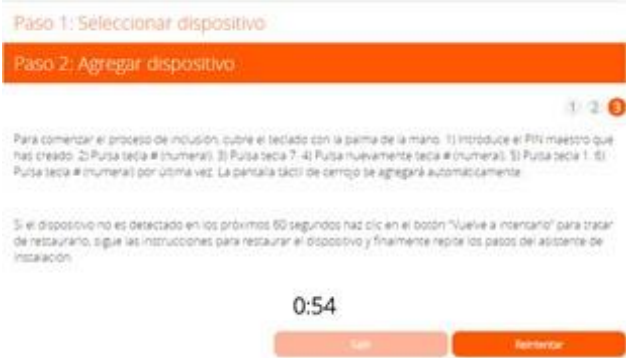 Paso 1: Seleccionar dispositivo
Paso 2: Agregar dispositivo
1 2 3
Para comenzar el proceso de inclusión, cubre el teclado con la palma de la mano. 1) Introduce el PIN maestro que
has creado. 2) Pulsa tecla # (numeral). 3) Pulsa tecla 7. 4) Pulsa nuevamente tecla # (numeral). 5) Pulsa tecla 1. 6)
Pulsa tecla # (numeral) por última vez. La pantalla táctil de cerrojo se agregará automáticamente.
Si el dispositivo no es detectado en los próximos 60 segundos haz clic en el botón "Vuelve a intentarlo" para tratar
de restaurarlo, sigue las instrucciones para restaurar el dispositivo y finalmente repite los pasos del asistente de
instalación.
0:54
Salir
Reintentar